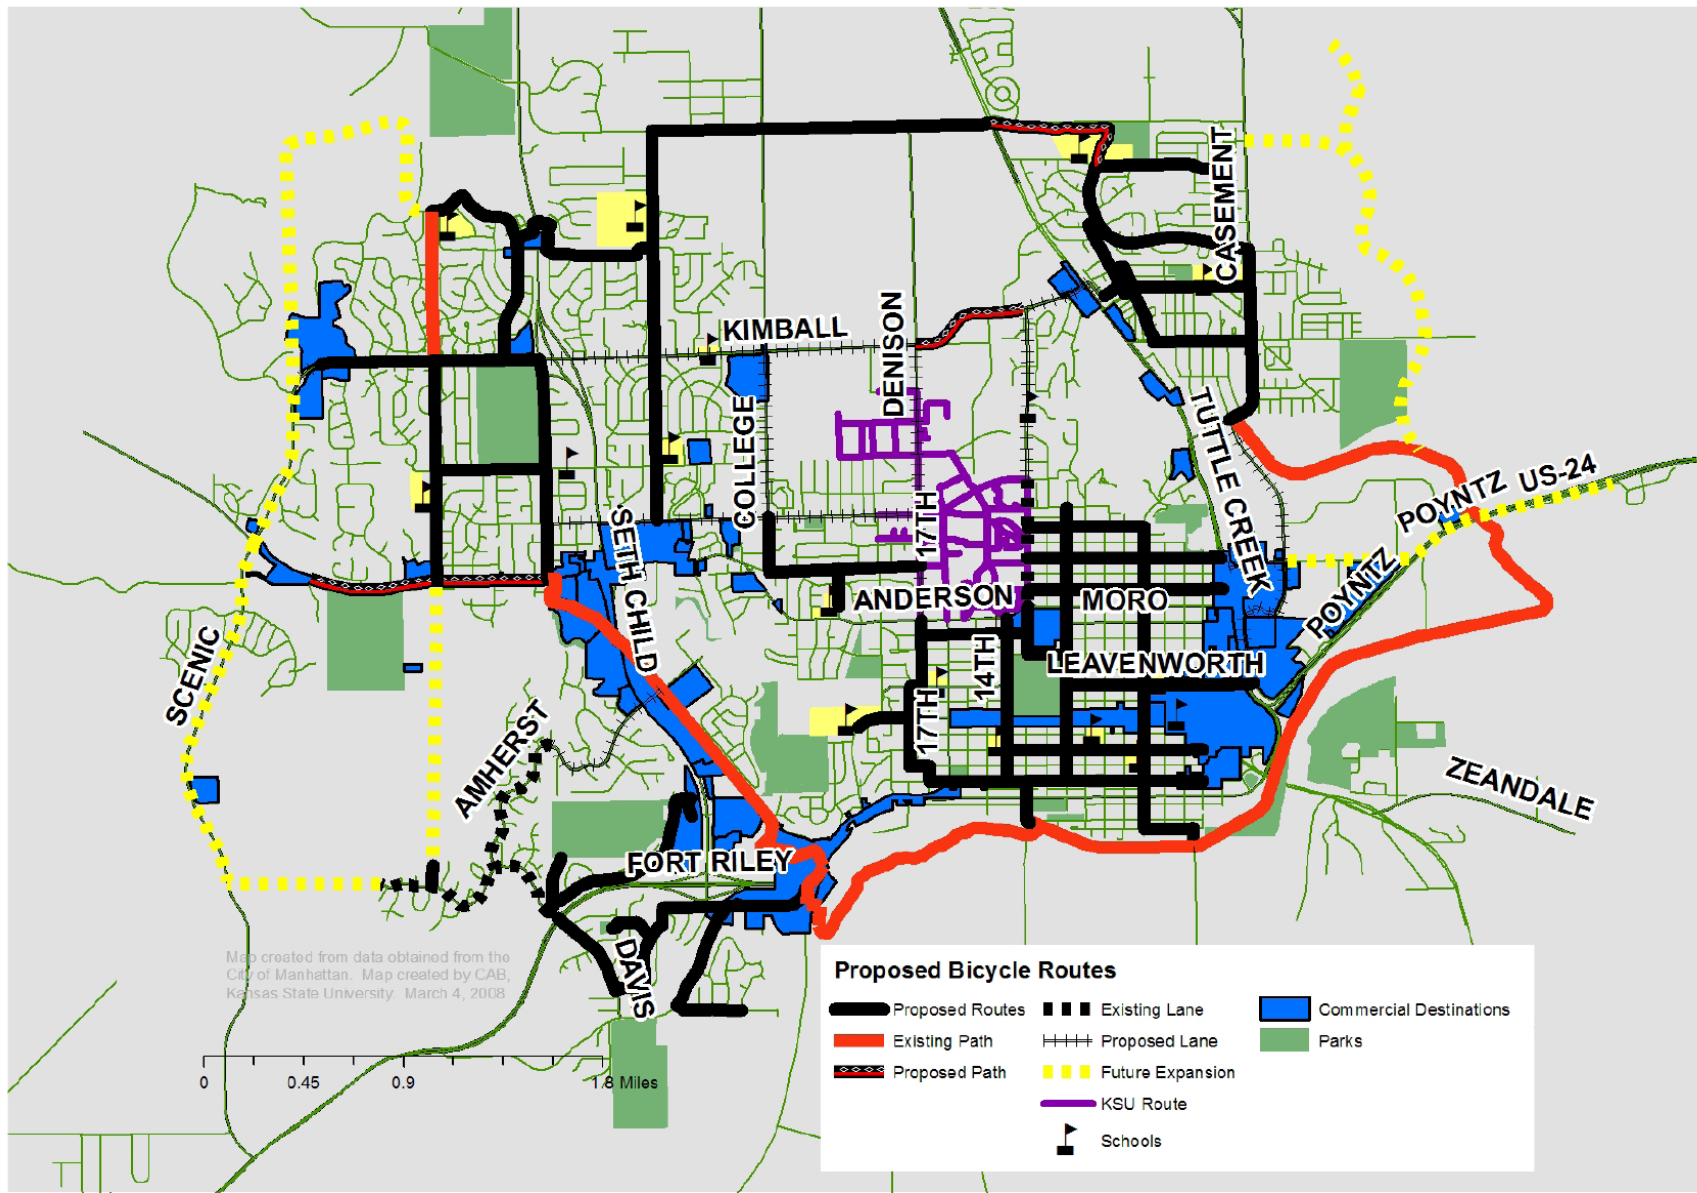 CASEMENT
KIMBALL
DENISON
COLLEGE
TUTTLE CREEK
POYNTZ
US-24
17TH
SETH CHILD
ANDERSON
MORO
POYNTZ
LEAVENWORTH
SCENIC
14TH
17TH
AMHERST
ZEANDALE
FORT RILEY
DAVIS
Map created from data obtained from the
City of Manhattan. Map created by CAB,
Kansas State University. March 4, 2008
0 0.45 0.9 1.8 Miles
Proposed Bicycle Routes
Proposed Routes
Existing Path
Proposed Path
Existing Lane
Proposed Lane
Future Expansion
KSU Route
Schools
Commercial Destinations
Parks